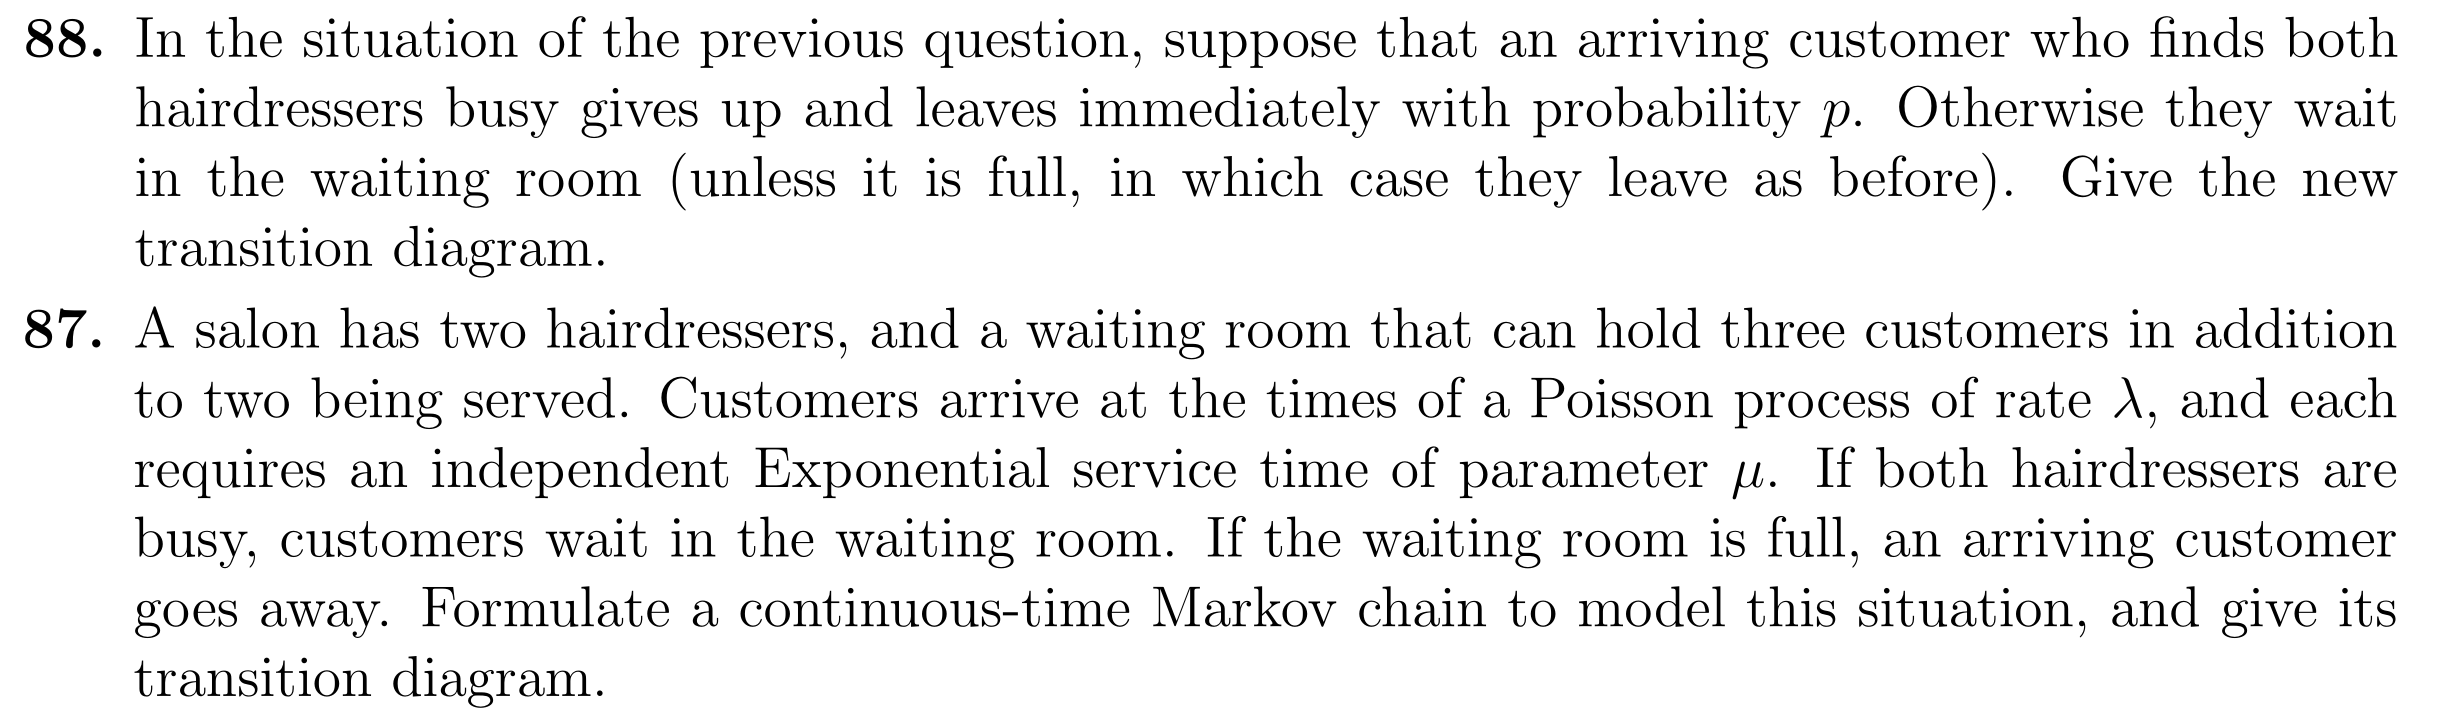 88. In the situation of the previous question, suppose that an arriving customer who finds both
hairdressers busy gives up and leaves immediately with probability p. Otherwise they wait
in the waiting room (unless it is full, in which case they leave as before). Give the new
transition diagram.
87. A salon has two hairdressers, and a waiting room that can hold three customers in addition
to two being served. Customers arrive at the times of a Poisson process of rate λ, and each
requires an independent Exponential service time of parameter μ. If both hairdressers are
busy, customers wait in the waiting room. If the waiting room is full, an arriving customer
goes away. Formulate a continuous-time Markov chain to model this situation, and give its
transition diagram.